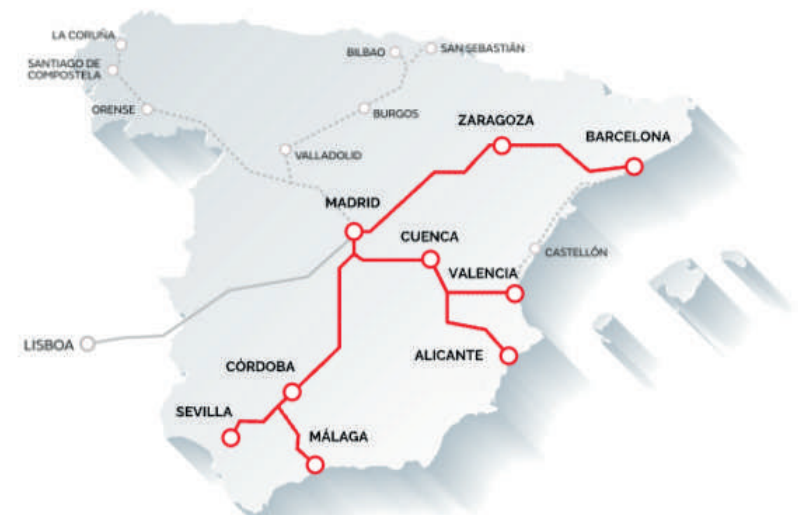 LA CORUÑA
BILBAO
SAN SEBASTIÁN
SANTIAGO DE
COMPOSTELA
ORENSE
BURGOS
ZARAGOZA
BARCELONA
VALLADOLID
MADRID
CUENCA
CASTELLÓN
VALENCIA
LISBOA
ALICANTE
CÓRDOBA
SEVILLA
MÁLAGA